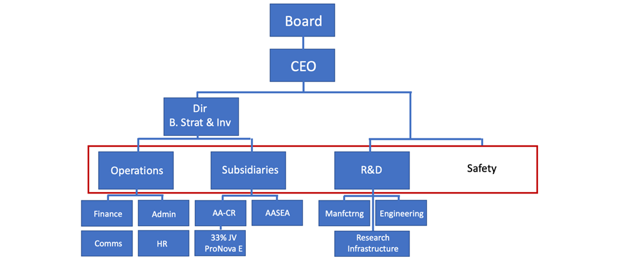 Board
CEO
Dir
B. Strat & Inv
Operations
Subsidiaries
R&D
Safety
Finance
Admin
AA-CR
AASEA
Manfctrng
Engineering
Comms
HR
33% JV
ProNova E
Research
Infrastructure